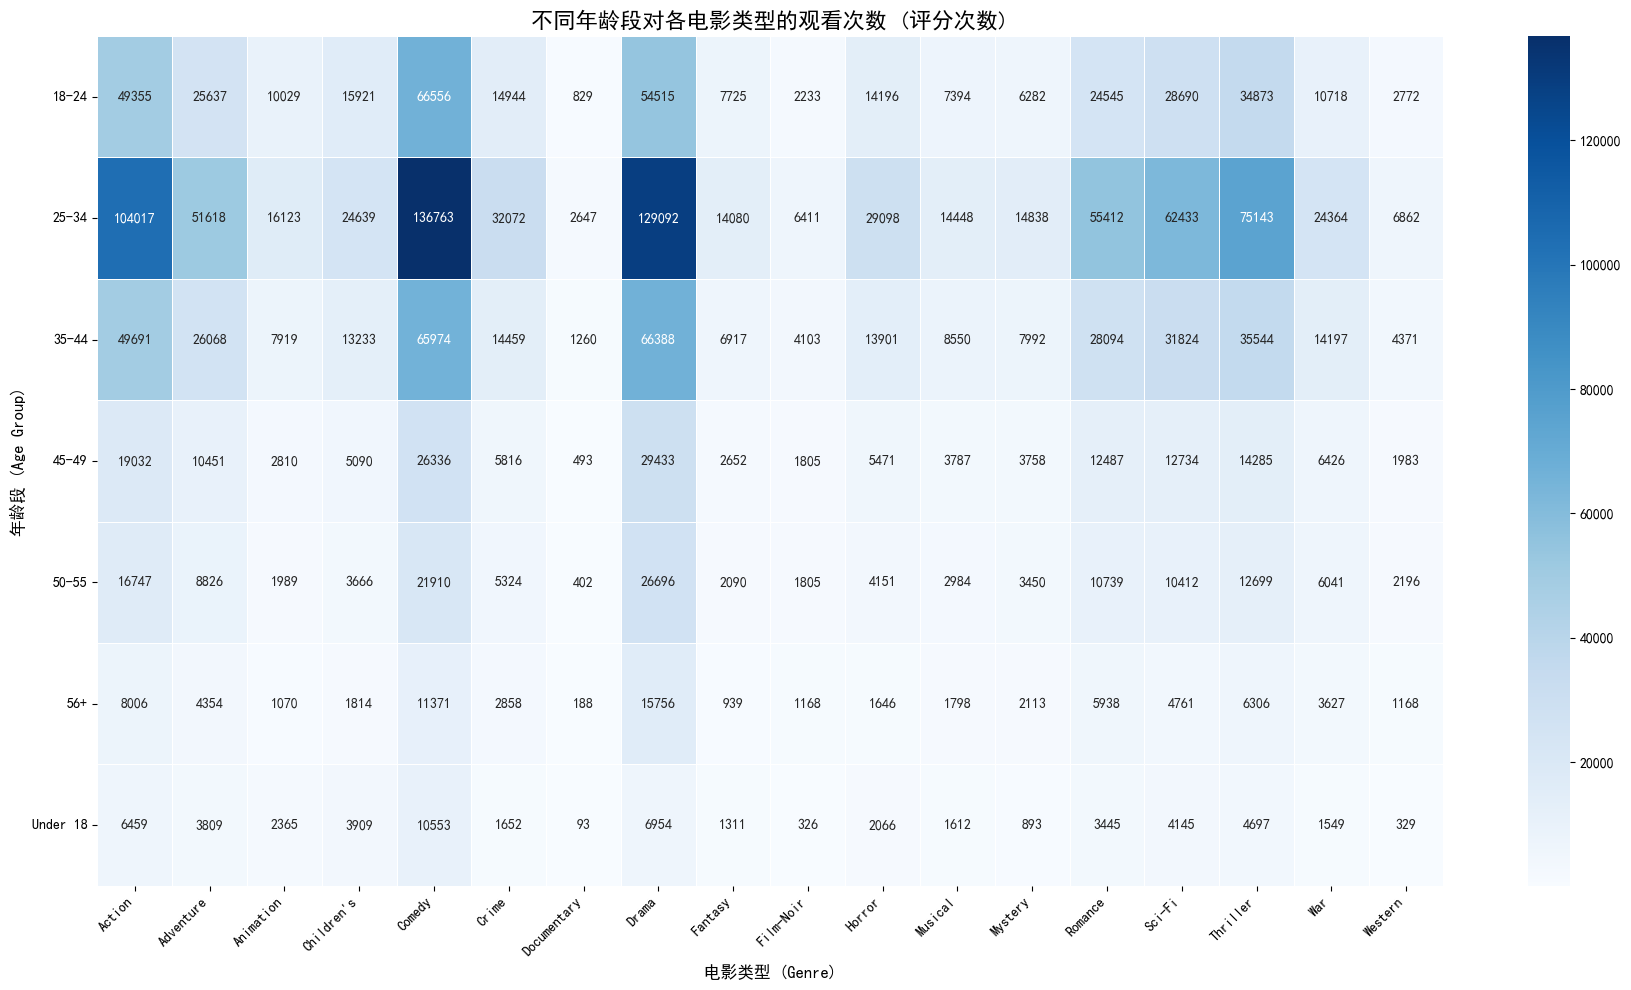 不同年龄段对各电影类型的观看次数 (评分次数)
年龄段 (Age Group)
18-24 49355 25637 10029 15921 66556 14944 829 54515 7725 2233 14196 7394 6282 24545 28690 34873 10718 2772
25-34 104017 51618 16123 24639 136763 32072 2647 129092 14080 6411 29098 14448 14838 55412 62433 75143 24364 6862
35-44 49691 26068 7919 13233 65974 14459 1260 66388 6917 4103 13901 8550 7992 28094 31824 35544 14197 4371
45-49 19032 10451 2810 5090 26336 5816 493 29433 2652 1805 5471 3787 3758 12487 12734 14285 6426 1983
50-55 16747 8826 1989 3666 21910 5324 402 26696 2090 1805 4151 2984 3450 10739 10412 12699 6041 2196
56+ 8006 4354 1070 1814 11371 2858 188 15756 939 1168 1646 1798 2113 5938 4761 6306 3627 1168
Under 18 6459 3809 2365 3909 10553 1652 93 6954 1311 326 2066 1612 893 3445 4145 4697 1549 329
Action Adventure Animation Children's Comedy Crime Documentary Drama Fantasy Film-Noir Horror Musical Mystery Romance Sci-Fi Thriller War Western
电影类型 (Genre)
120000
100000
80000
60000
40000
20000